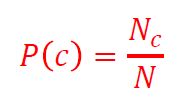 P(c) = N_c / N